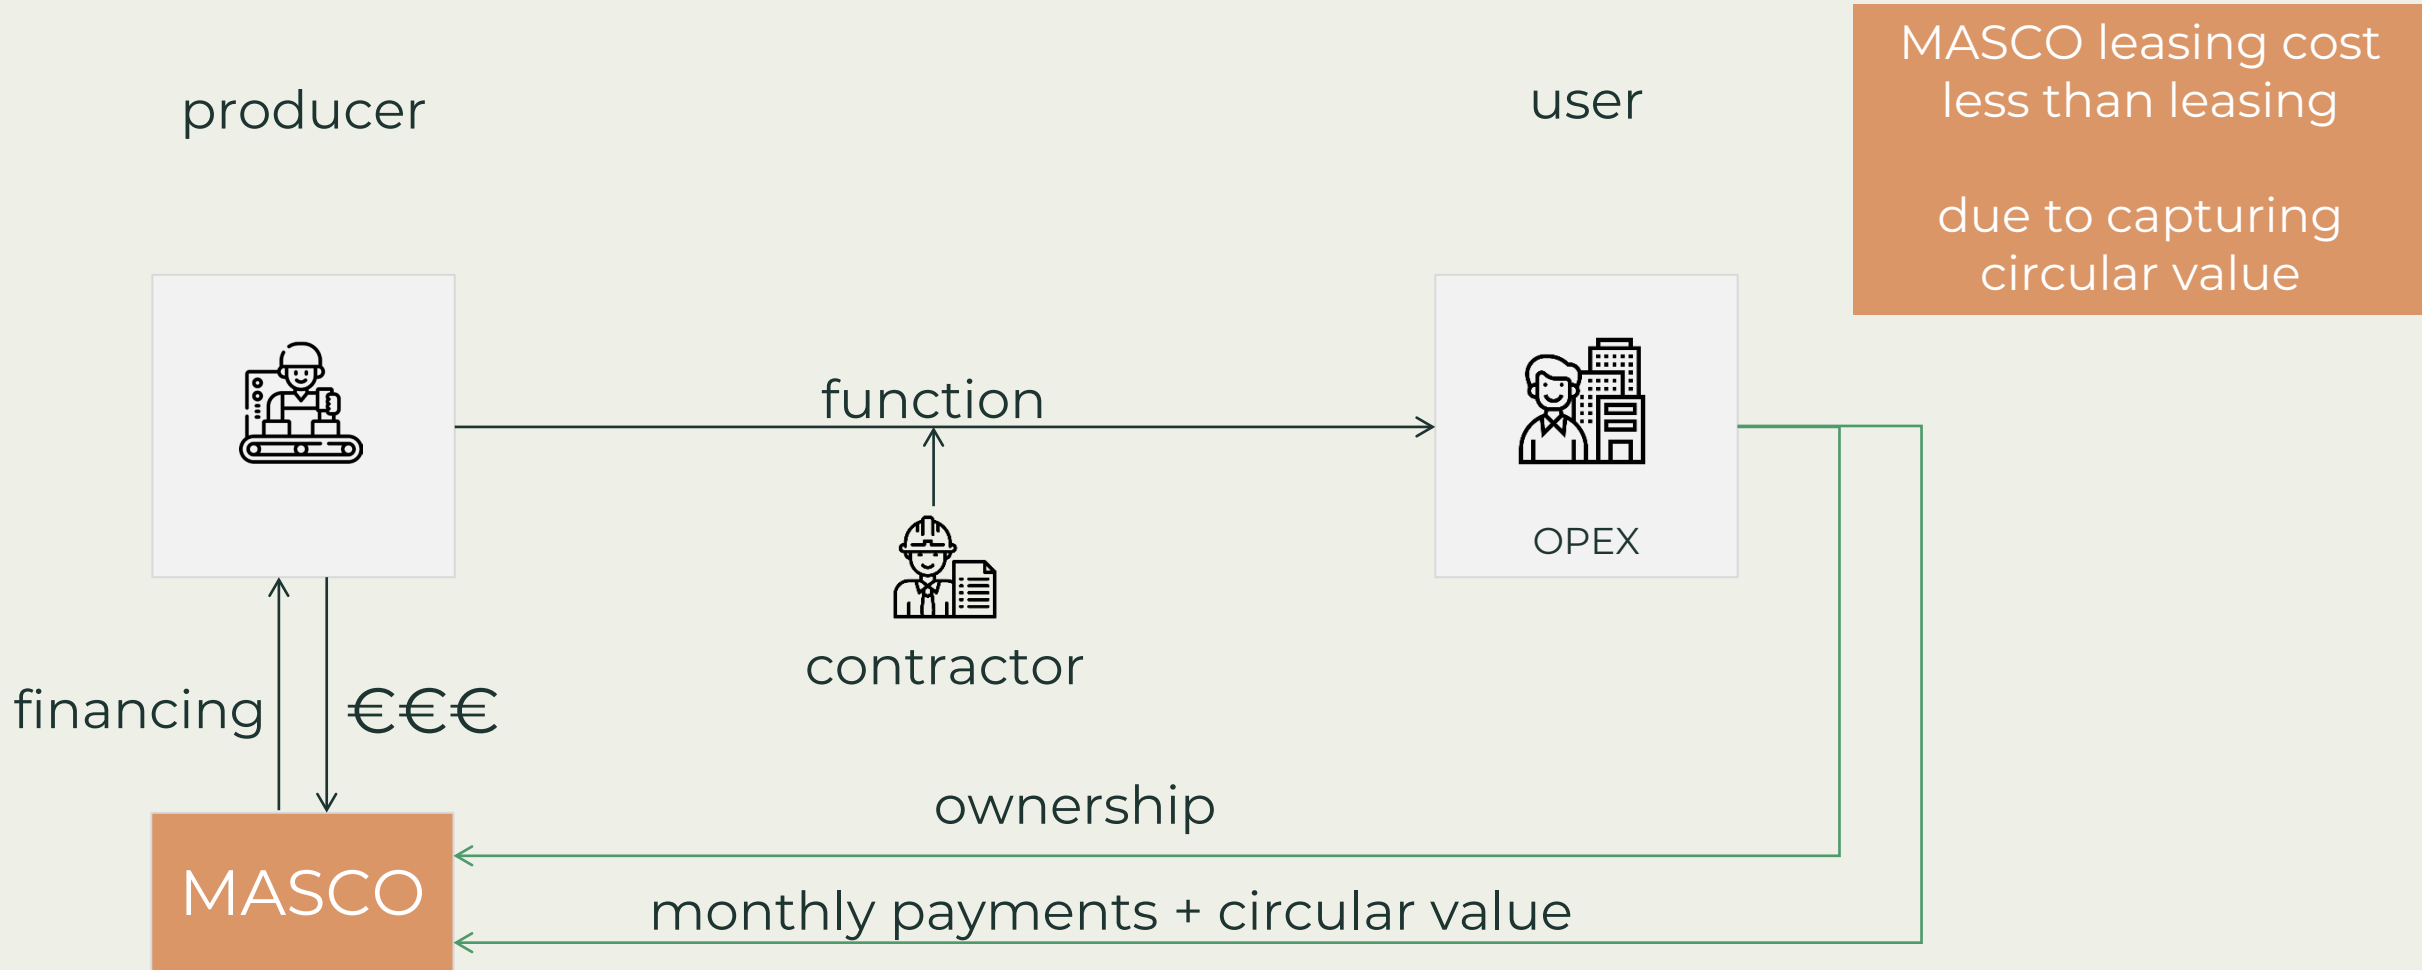 producer
user
MASCO leasing cost
less than leasing
due to capturing
circular value
function
OPEX
contractor
financing
€€€
ownership
MASCO
monthly payments + circular value